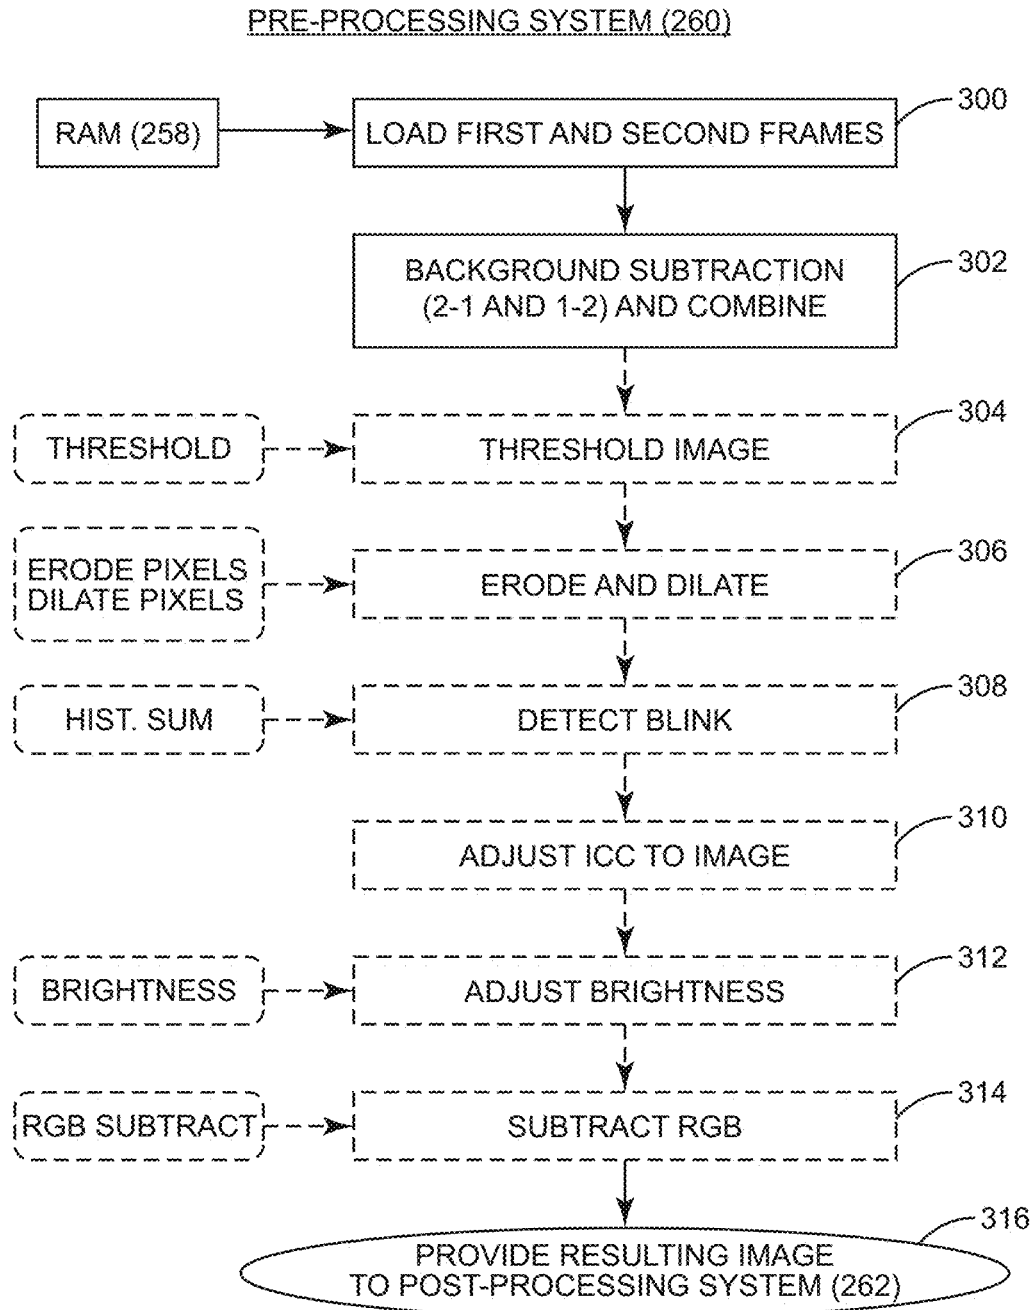 PRE-PROCESSING SYSTEM (260)
300
RAM (258)
LOAD FIRST AND SECOND FRAMES
302
BACKGROUND SUBTRACTION
(2-1 AND 1-2) AND COMBINE
304
THRESHOLD
THRESHOLD IMAGE
306
ERODE PIXELS
DILATE PIXELS
ERODE AND DILATE
308
HIST. SUM
DETECT BLINK
310
ADJUST ICC TO IMAGE
312
BRIGHTNESS
ADJUST BRIGHTNESS
314
RGB SUBTRACT
SUBTRACT RGB
316
PROVIDE RESULTING IMAGE
TO POST-PROCESSING SYSTEM (262)